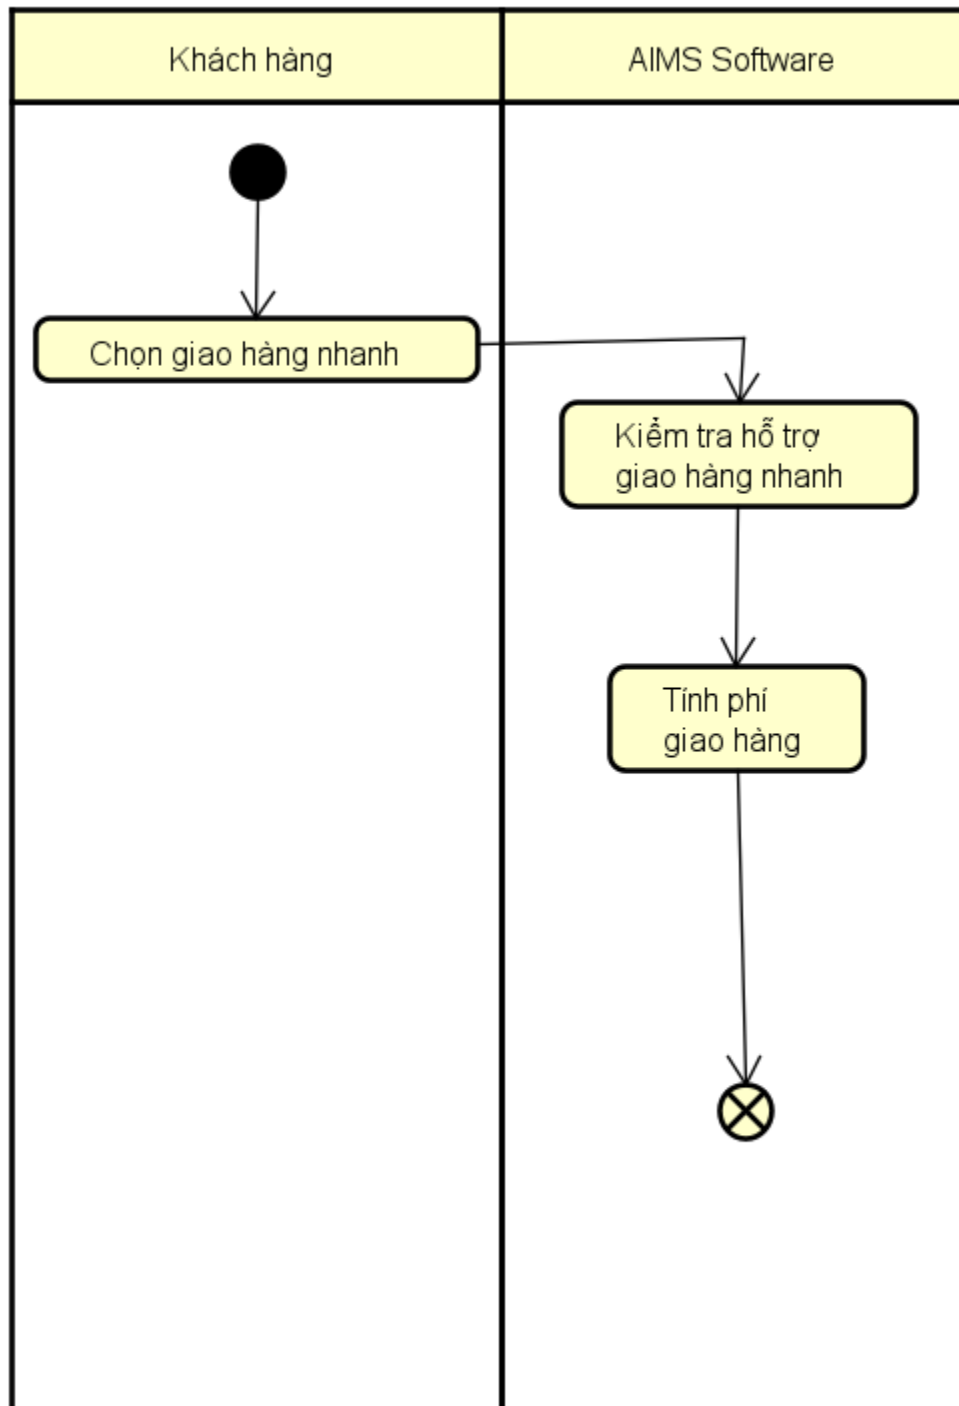 Khách hàng
AIMS Software
Chọn giao hàng nhanh
Kiểm tra hỗ trợ
giao hàng nhanh
Tính phí
giao hàng